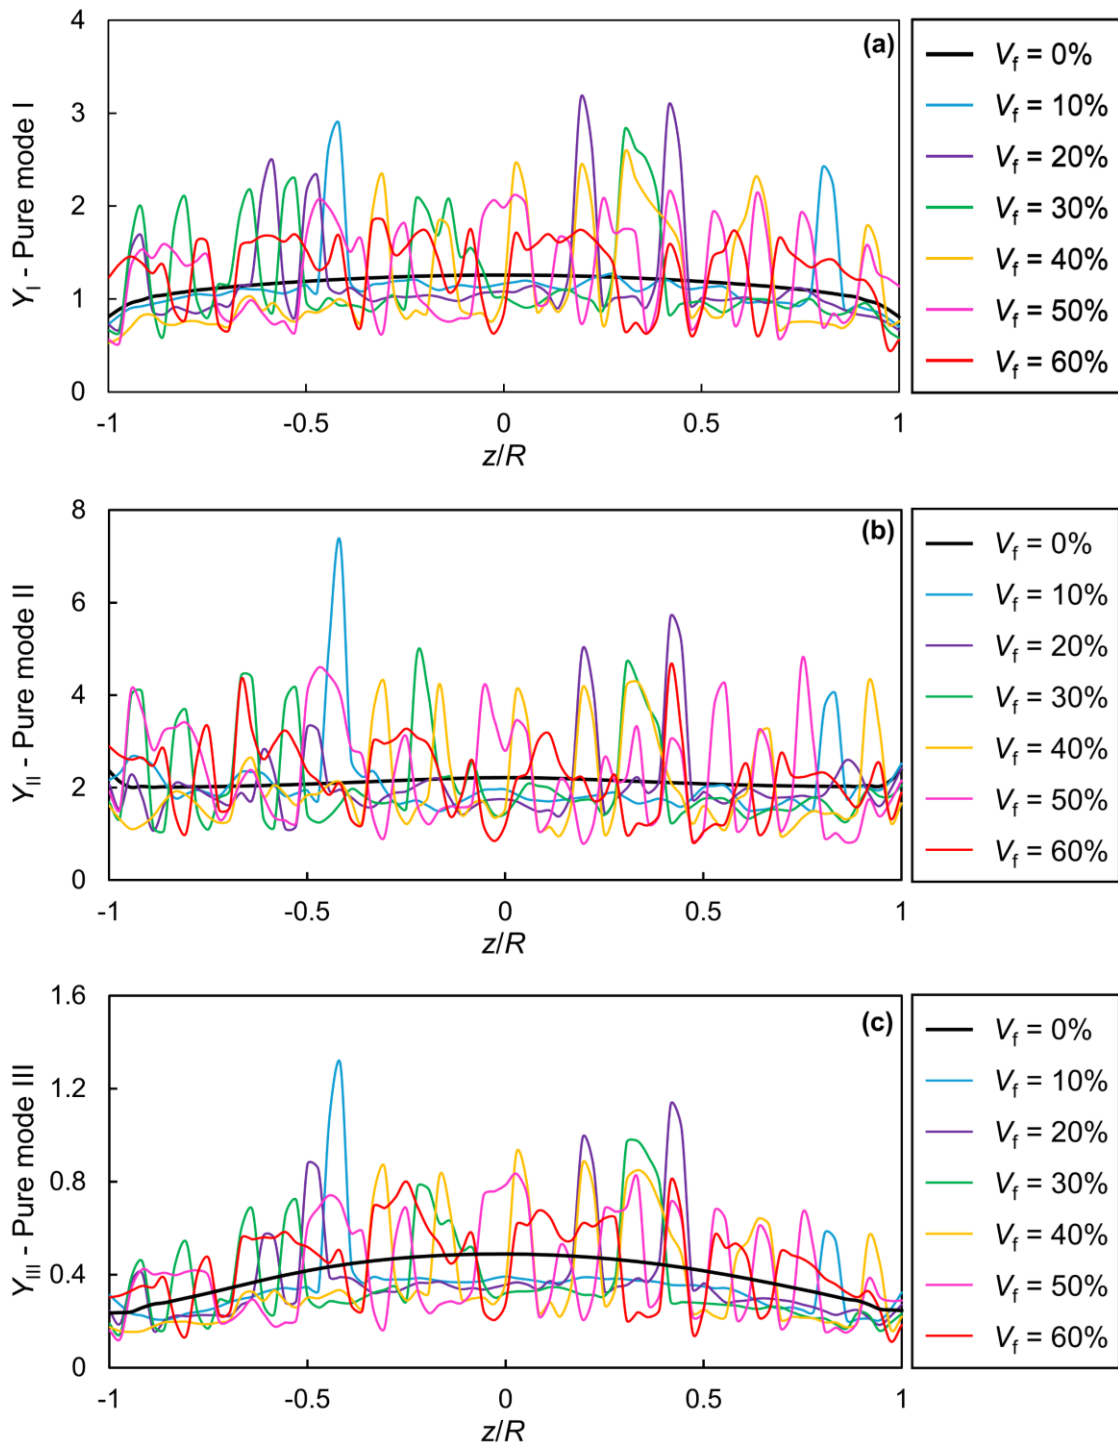 4
3
2
1
0
Y_I - Pure mode I
(a)
-1
-0.5
0
0.5
1
z/R
V_f = 0%
V_f = 10%
V_f = 20%
V_f = 30%
V_f = 40%
V_f = 50%
V_f = 60%
8
6
4
2
0
Y_II - Pure mode II
(b)
-1
-0.5
0
0.5
1
z/R
V_f = 0%
V_f = 10%
V_f = 20%
V_f = 30%
V_f = 40%
V_f = 50%
V_f = 60%
1.6
1.2
0.8
0.4
0
Y_III - Pure mode III
(c)
-1
-0.5
0
0.5
1
z/R
V_f = 0%
V_f = 10%
V_f = 20%
V_f = 30%
V_f = 40%
V_f = 50%
V_f = 60%